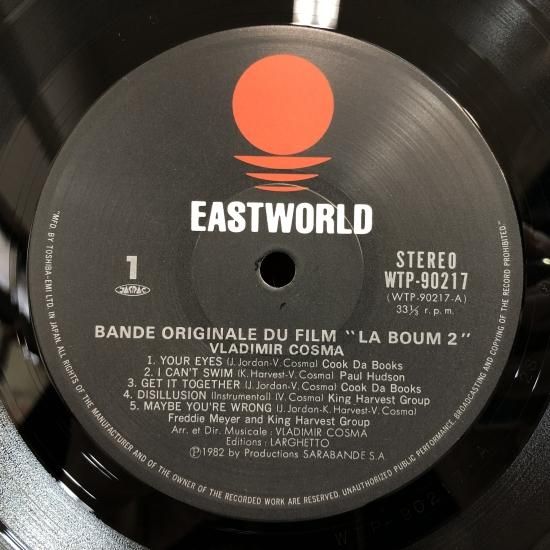 EASTWORLD
1
JASRAC
STEREO
WTP-90217
(WTP-90217-A)
33⅓ r.p.m.
BANDE ORIGINALE DU FILM "LA BOUM 2"
VLADIMIR COSMA
1. YOUR EYES (J. Jordan-V. Cosma) Cook Da Books
2. I CAN'T SWIM (K. Harvest-V. Cosma) Paul Hudson
3. GET IT TOGETHER (J. Jordan-V. Cosma) Cook Da Books
4. DISILLUSION (Instrumental) (V. Cosma) King Harvest Group
5. MAYBE YOU'RE WRONG (J. Jordan-K. Harvest-V. Cosma)
Freddie Meyer and King Harvest Group
Arr. et Dir. Musicale : VLADIMIR COSMA
Editions : LARGHETTO
Ⓟ1982 by Productions SARABANDE S.A.
"MFD. BY TOSHIBA-EMI LTD. IN JAPAN. ALL RIGHTS OF THE MANUFACTURER AND OF THE OWNER OF THE RECORDED WORK ARE RESERVED. UNAUTHORIZED PUBLIC PERFORMANCE, BROADCASTING AND COPYING OF THE RECORD PROHIBITED"